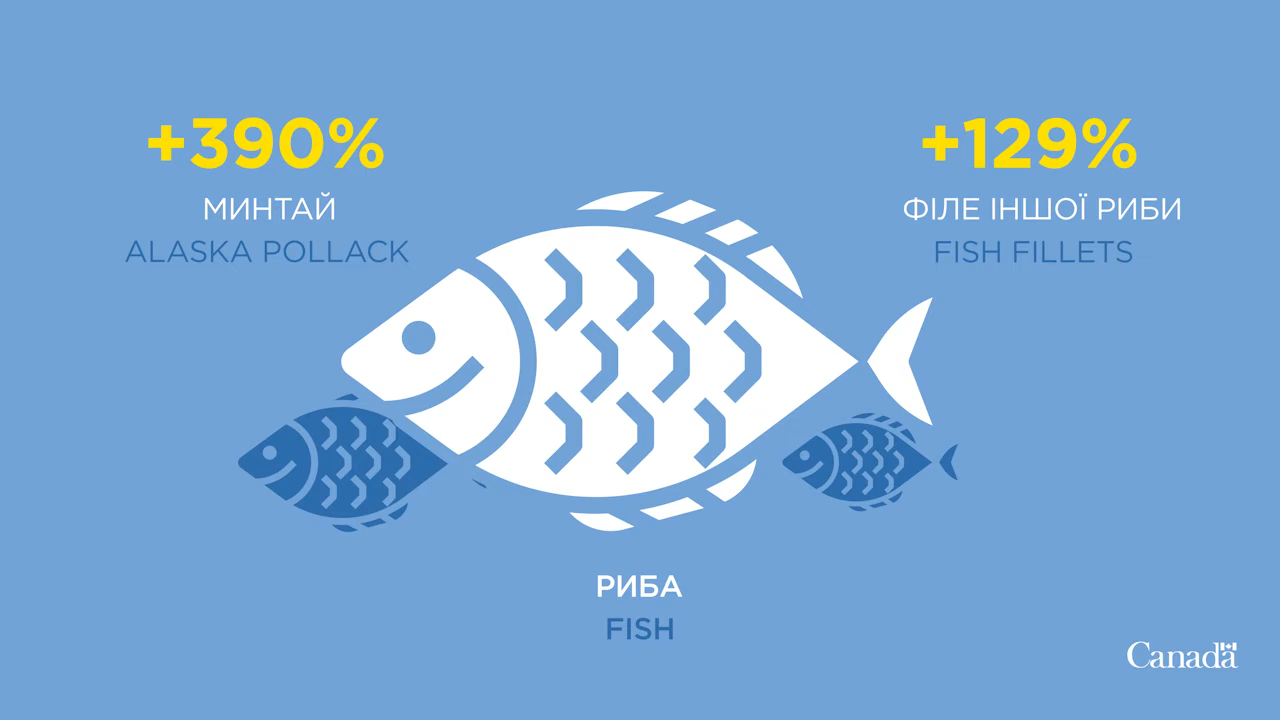 +390%
МИНТАЙ
ALASKA POLLACK
+129%
ФІЛЕ ІНШОЇ РИБИ
FISH FILLETS
РИБА
FISH
Canada